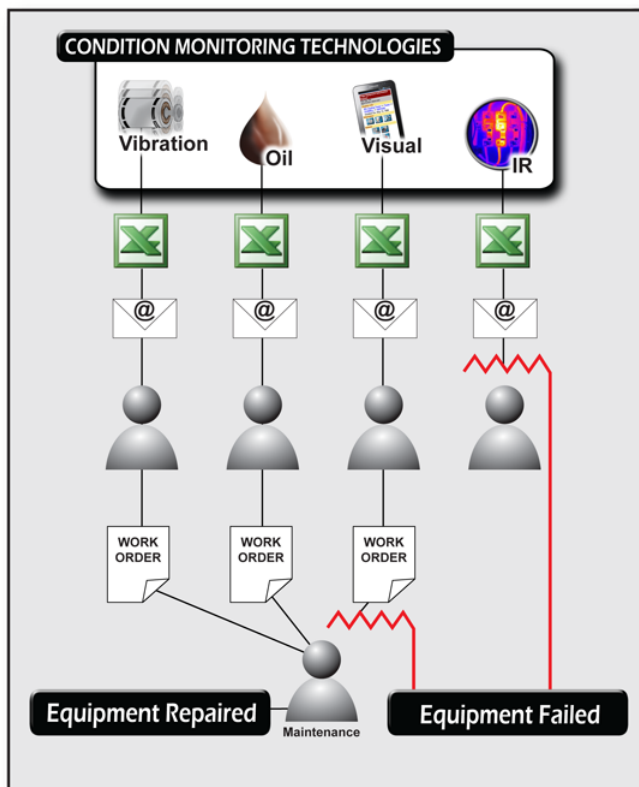 CONDITION MONITORING TECHNOLOGIES
Vibration
Oil
Visual
IR
@
@
@
@
WORK
ORDER
WORK
ORDER
WORK
ORDER
Equipment Repaired
Maintenance
Equipment Failed